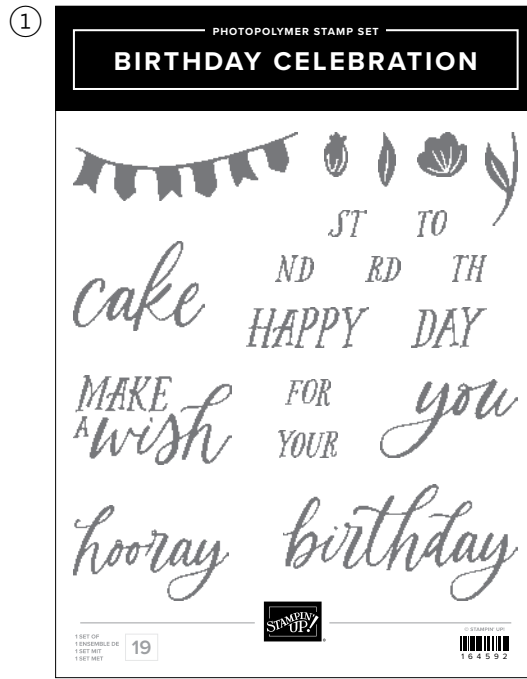 ①
PHOTOPOLYMER STAMP SET
BIRTHDAY CELEBRATION
ST TO
ND RD TH
cake
HAPPY DAY
MAKE
A wish
FOR
YOUR
you
hooray
birthday
STAMPIN' UP!®
1 SET OF
1 ENSEMBLE DE
1 SET MIT
1 SET MET
19
© STAMPIN' UP!
164592